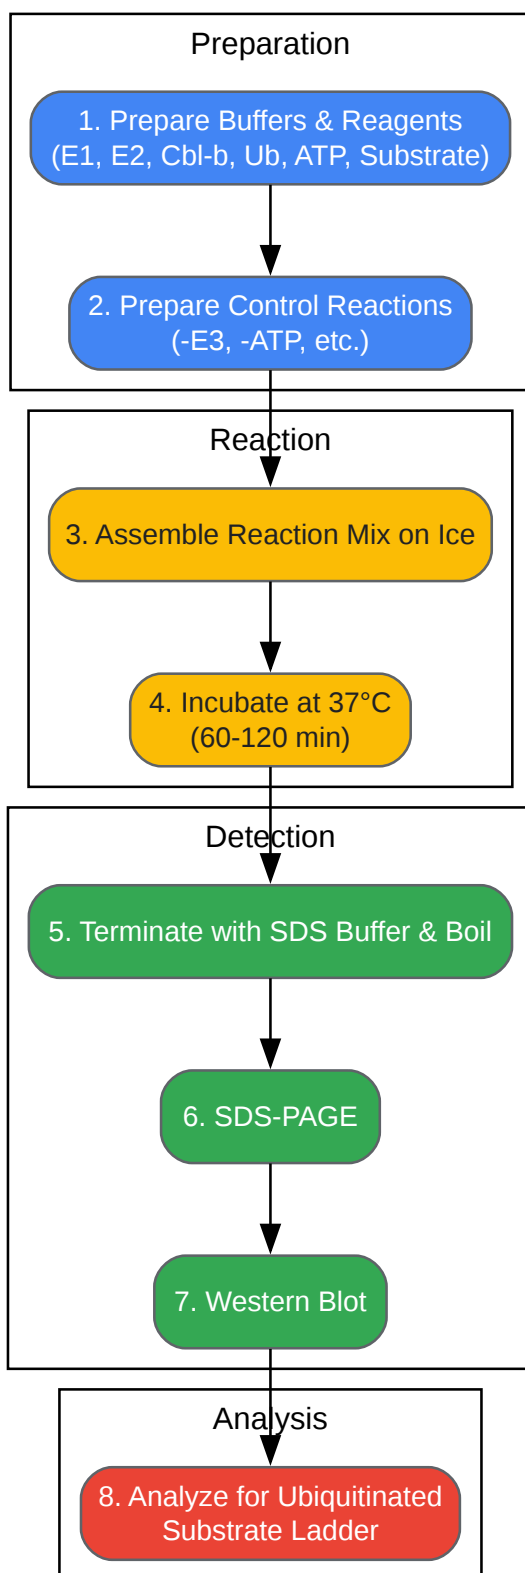 Preparation
1. Prepare Buffers & Reagents
(E1, E2, Cbl-b, Ub, ATP, Substrate)
2. Prepare Control Reactions
(-E3, -ATP, etc.)
Reaction
3. Assemble Reaction Mix on Ice
4. Incubate at 37°C
(60-120 min)
Detection
5. Terminate with SDS Buffer & Boil
6. SDS-PAGE
7. Western Blot
Analysis
8. Analyze for Ubiquitinated
Substrate Ladder